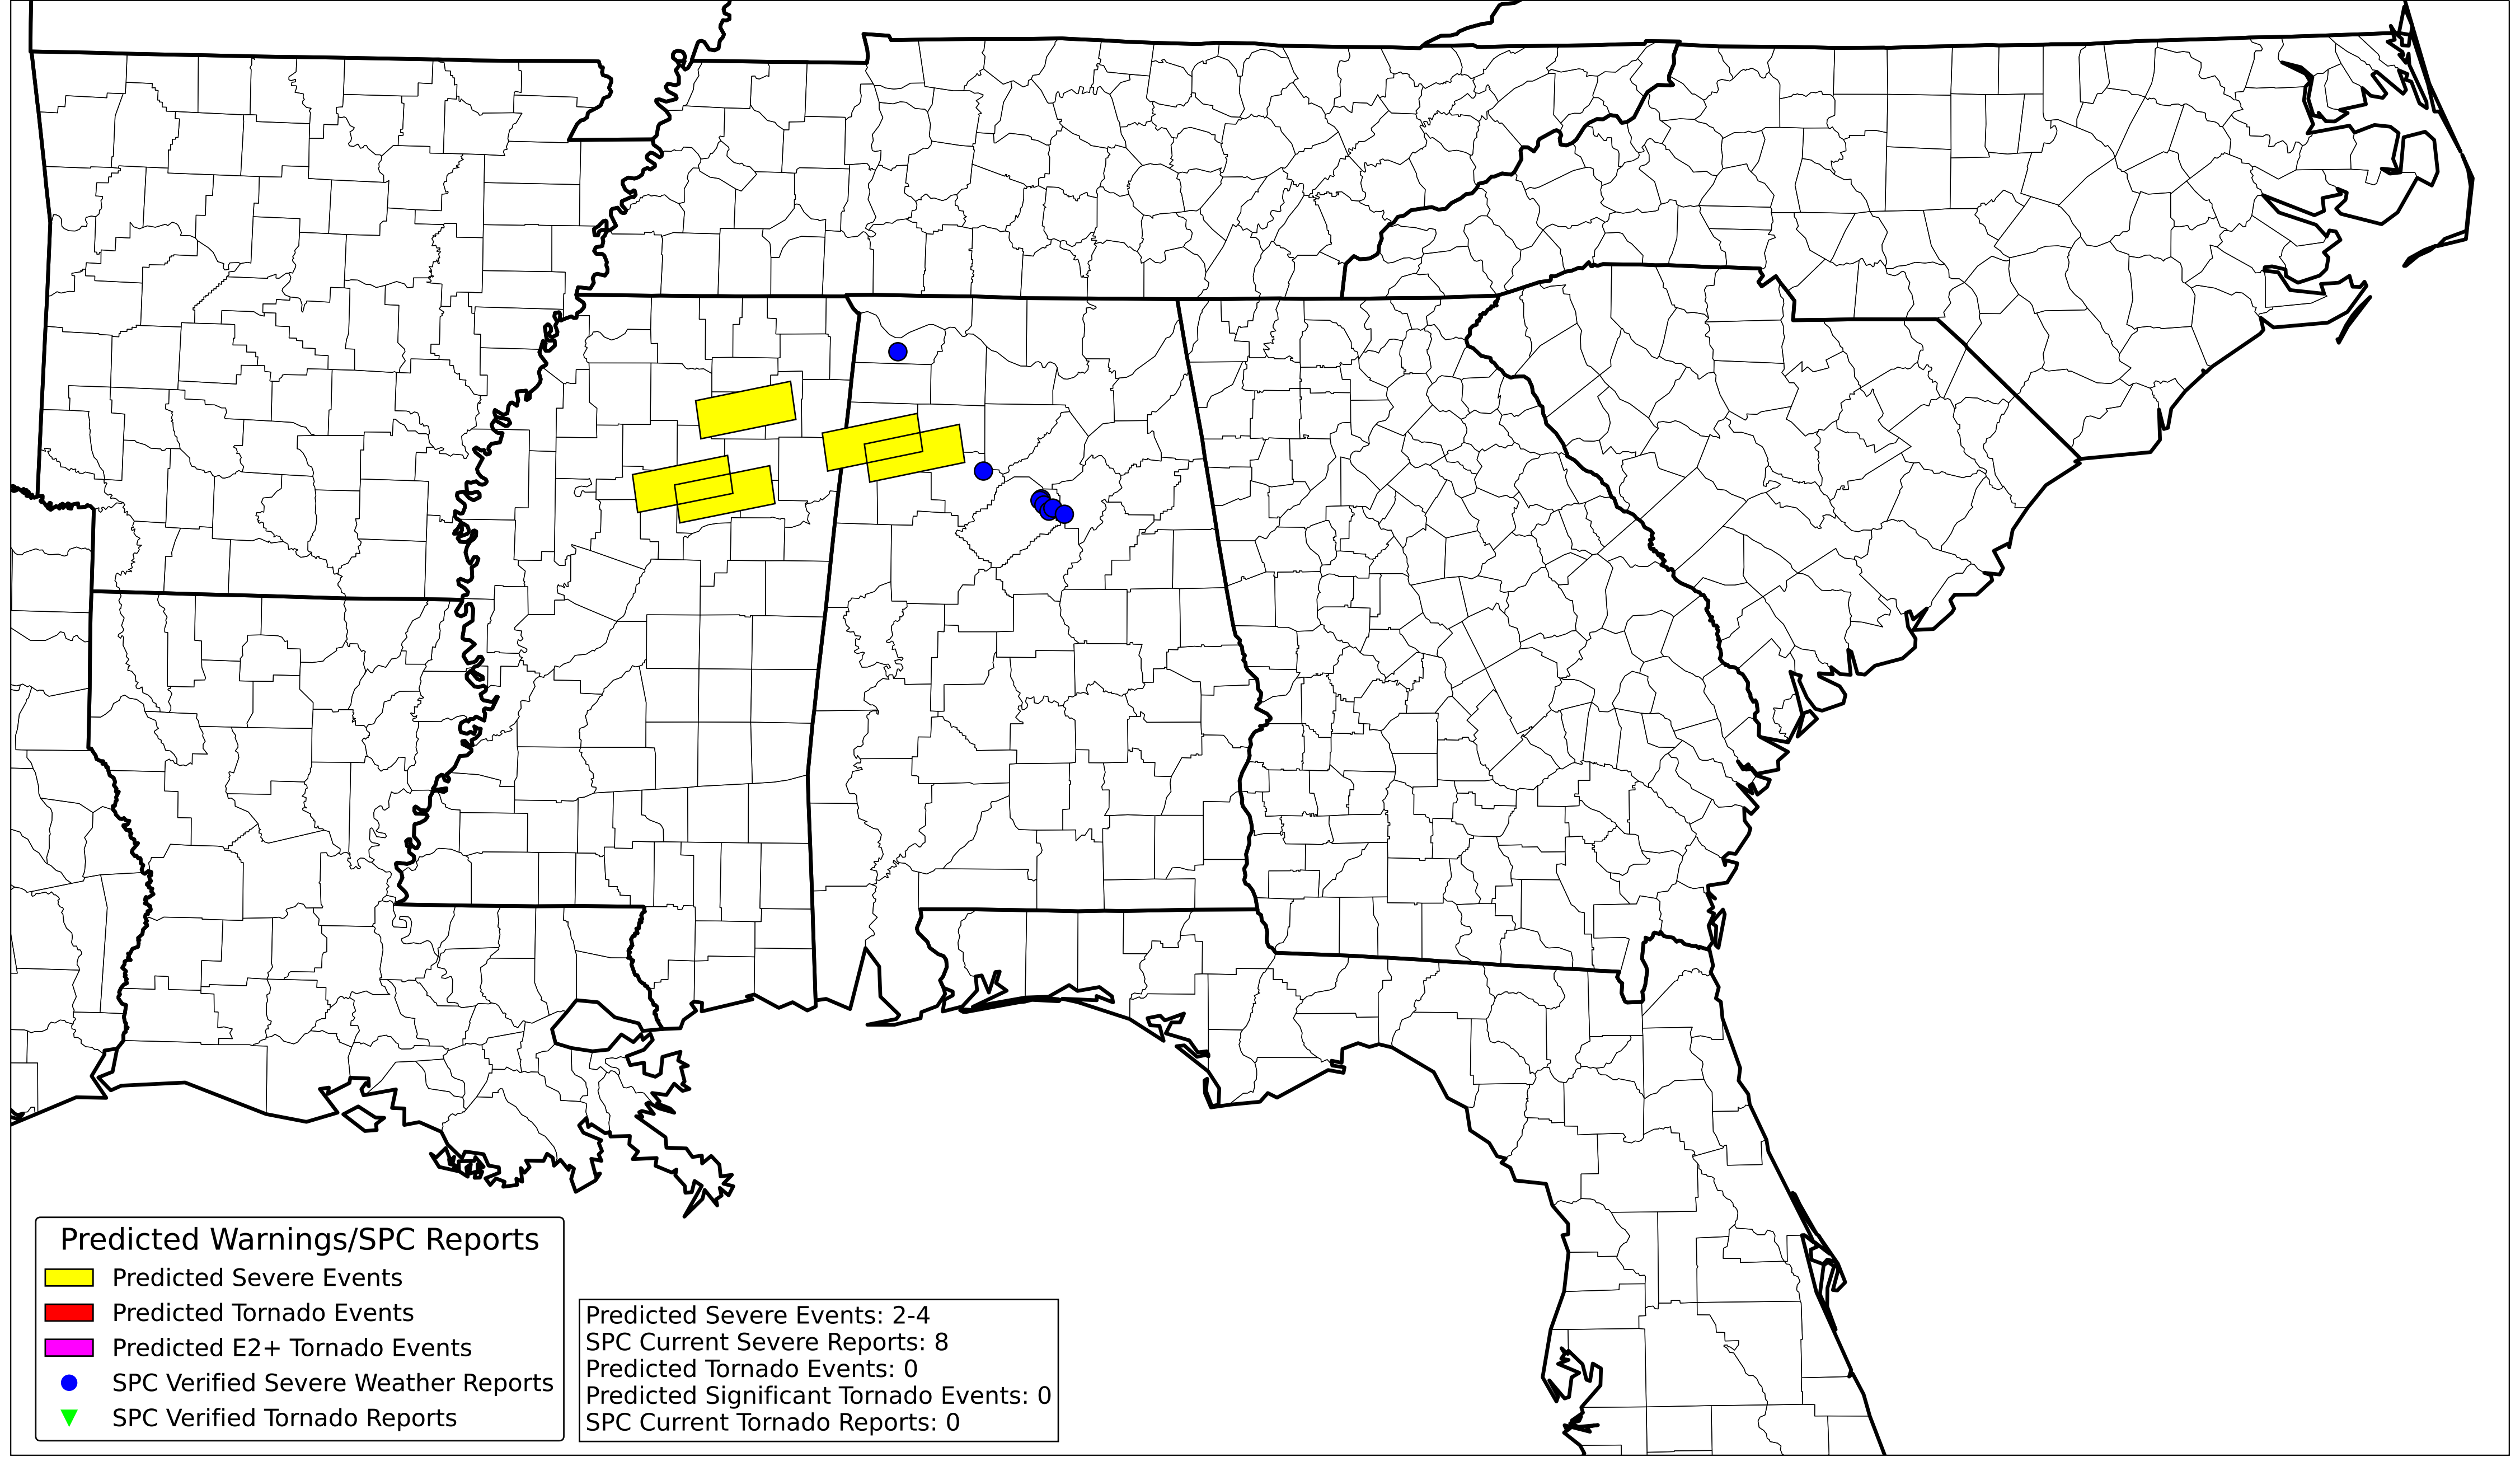 Predicted Warnings/SPC Reports
Predicted Severe Events
Predicted Tornado Events
Predicted E2+ Tornado Events
SPC Verified Severe Weather Reports
SPC Verified Tornado Reports
Predicted Severe Events: 2-4
SPC Current Severe Reports: 8
Predicted Tornado Events: 0
Predicted Significant Tornado Events: 0
SPC Current Tornado Reports: 0